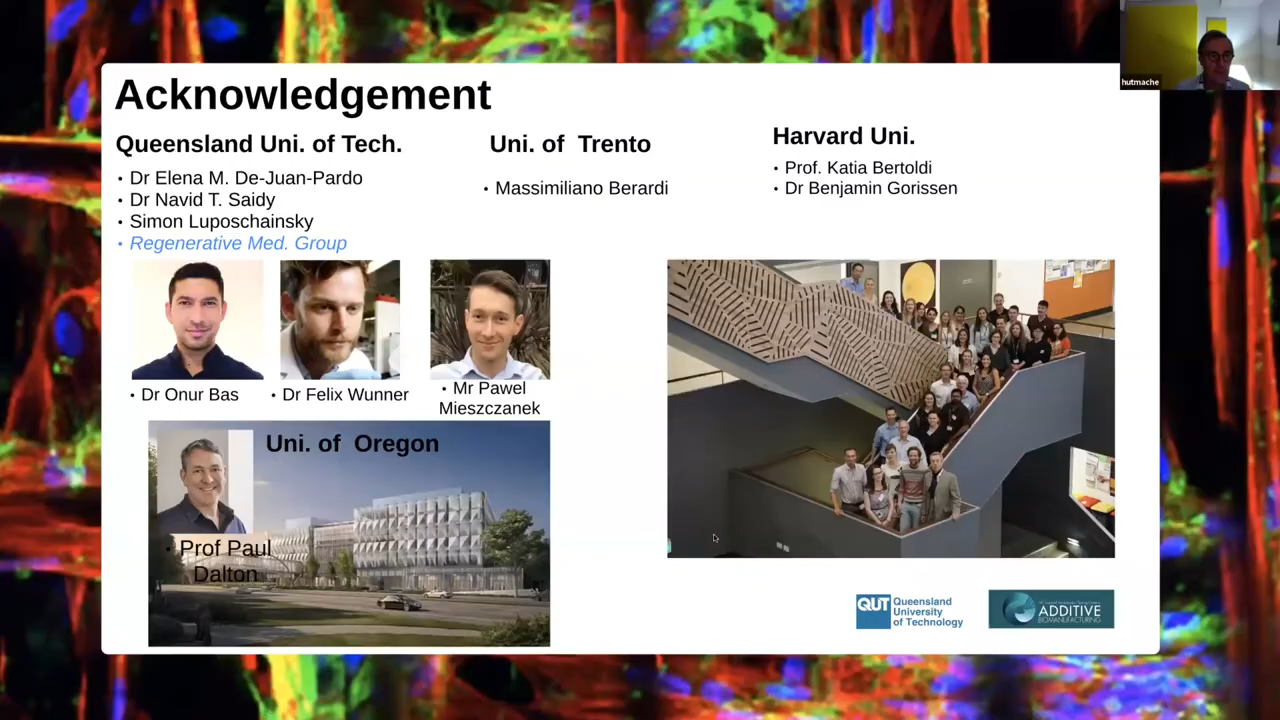 hutmache
Acknowledgement
Queensland Uni. of Tech.
• Dr Elena M. De-Juan-Pardo
• Dr Navid T. Saidy
• Simon Luposchainsky
• Regenerative Med. Group
Uni. of Trento
• Massimiliano Berardi
Harvard Uni.
• Prof. Katia Bertoldi
• Dr Benjamin Gorissen
• Dr Onur Bas
• Dr Felix Wunner
• Mr Pawel
Mieszczanek
Uni. of Oregon
• Prof Paul
Dalton
QUT
Queensland
University
of Technology
ADDITIVE
BIOMANUFACTURING